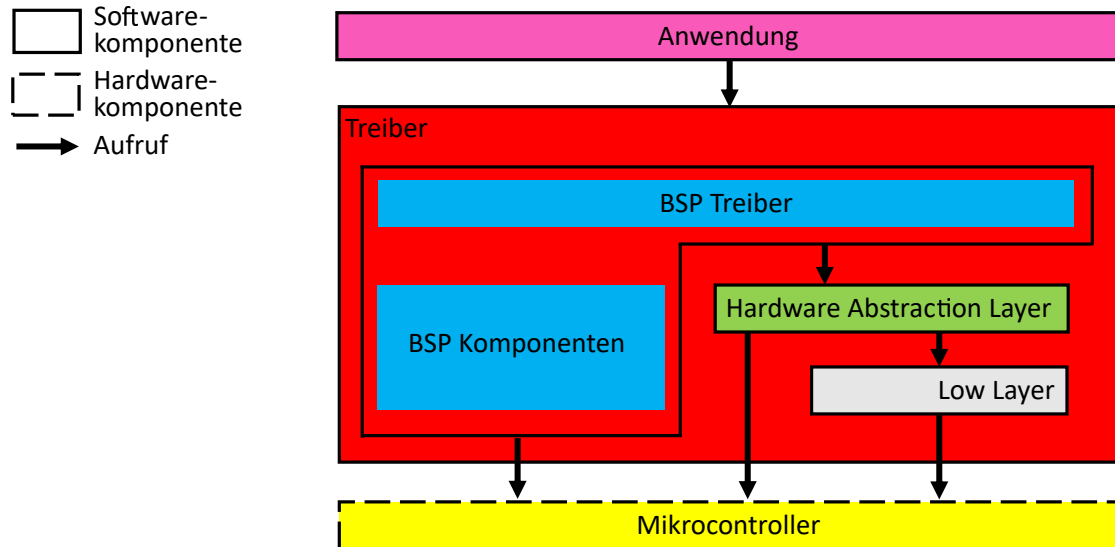 Software-
komponente
Hardware-
komponente
Aufruf
Anwendung
Treiber
BSP Treiber
BSP Komponenten
Hardware Abstraction Layer
Low Layer
Mikrocontroller